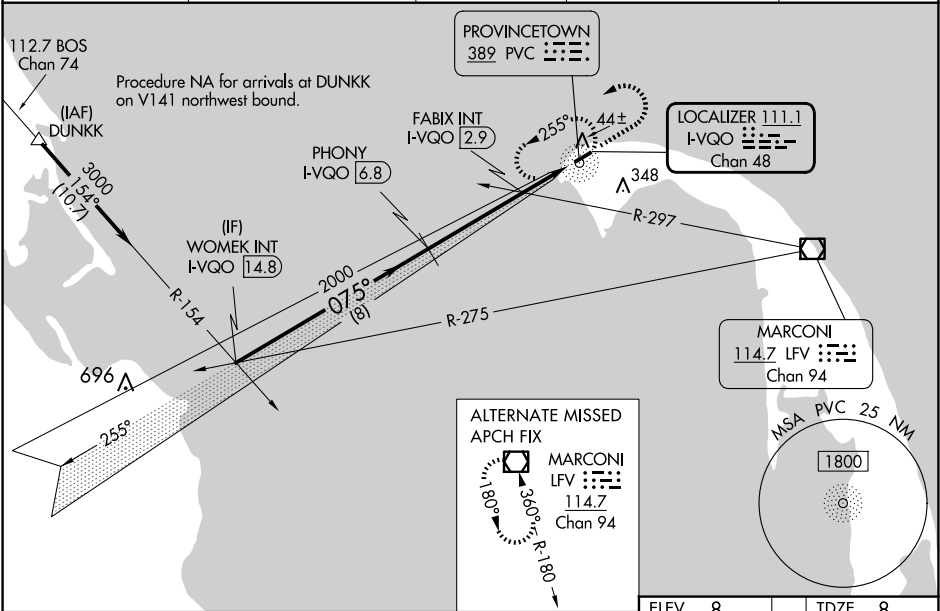 112.7 BOS
Chan 74
Procedure NA for arrivals at DUNKK
on V141 northwest bound.
(IAF)
DUNKK
3000
154°
(10.7)
R-154
(IF)
WOMEK INT
I-VQO 14.8
PHONY
I-VQO 6.8
FABIX INT
I-VQO 2.9
PROVINCETOWN
389 PVC
255°
44±
LOCALIZER 111.1
I-VQO
Chan 48
348
R-297
2000
075°
(8)
R-275
696
255°
MARCONI
114.7 LFV
Chan 94
ALTERNATE MISSED
APCH FIX
MARCONI
LFV
114.7
Chan 94
180°
360°
R-180
MSA PVC 25 NM
1800
ELEV 8
TDZE 8